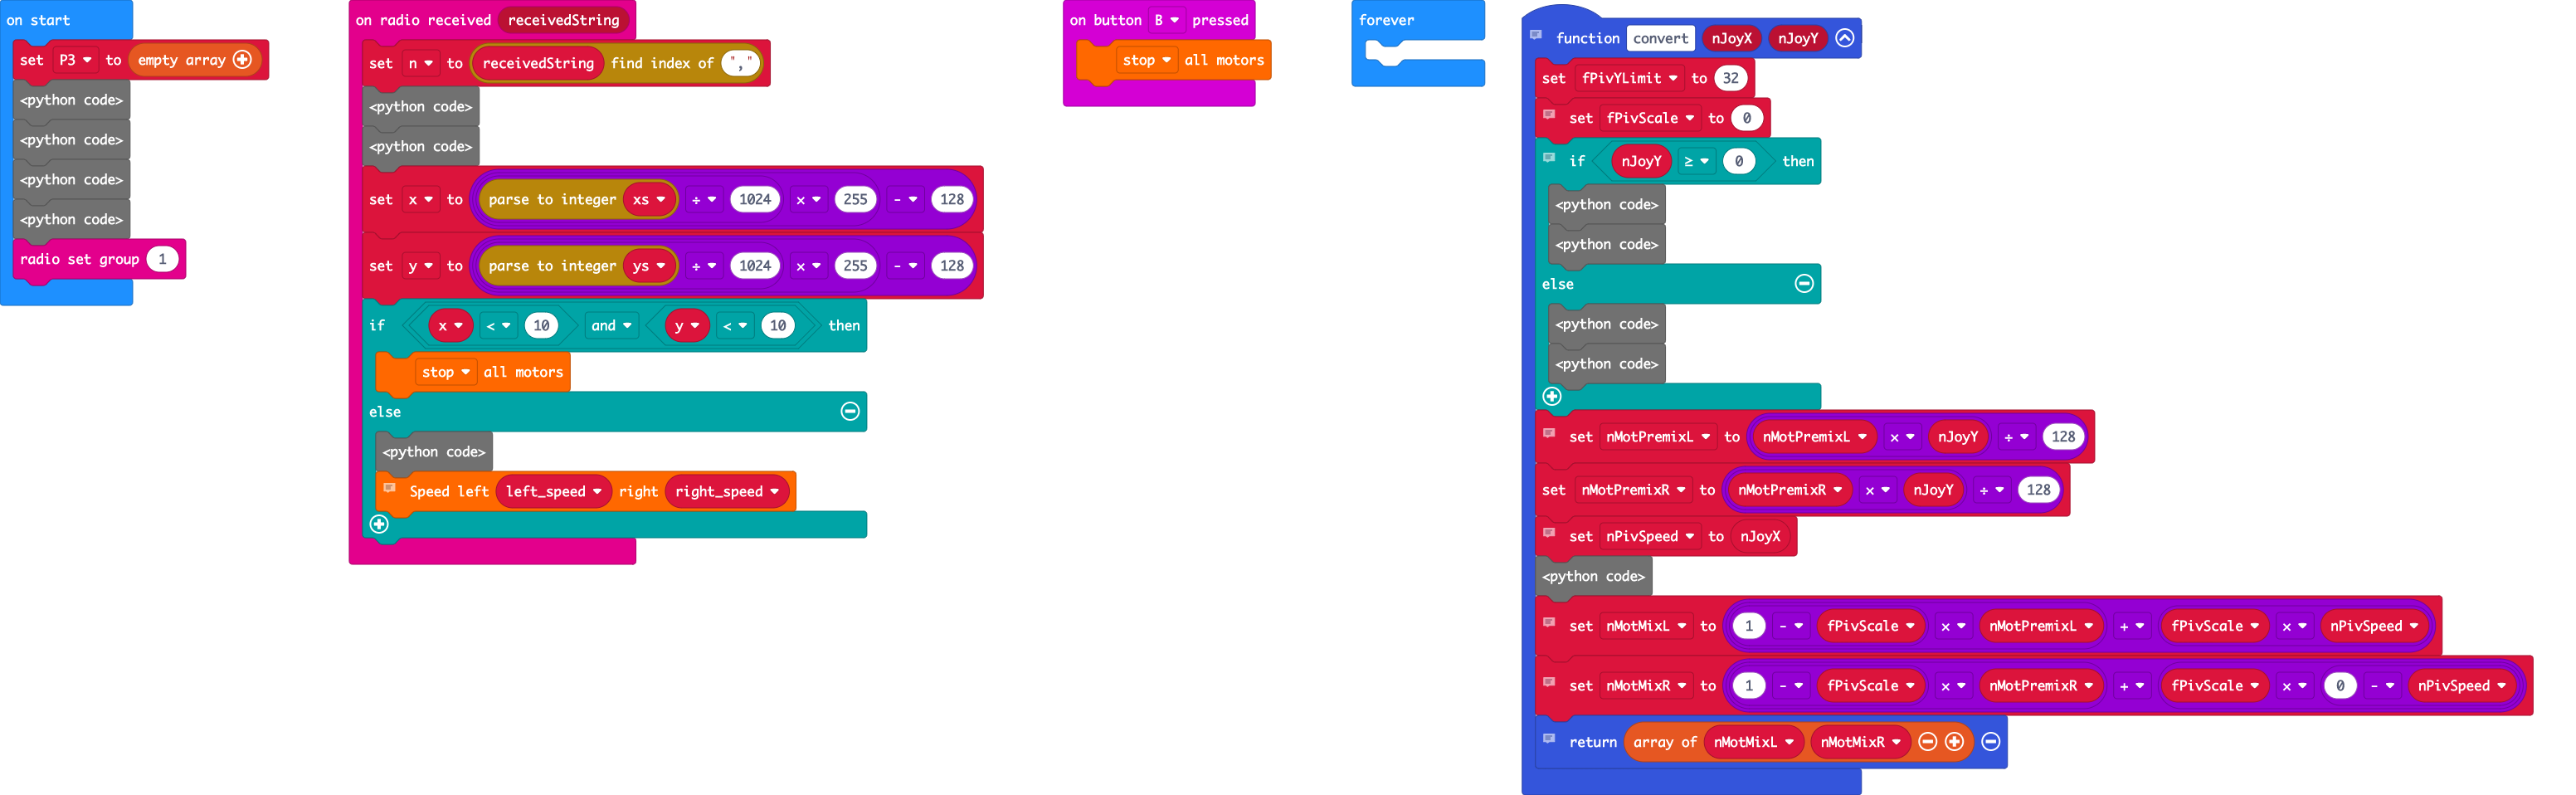 on start
set P3 to empty array
<python code>
<python code>
<python code>
<python code>
radio set group 1
on radio received receivedString
set n to receivedString find index of ","
<python code>
<python code>
set x to parse to integer xs ÷ 1024 × 255 - 128
set y to parse to integer ys ÷ 1024 × 255 - 128
if x < 10 and y < 10 then
stop all motors
else
<python code>
Speed left left_speed right right_speed
on button B pressed
stop all motors
forever
function convert nJoyX nJoyY
set fPivYLimit to 32
set fPivScale to 0
if nJoyY ≥ 0 then
<python code>
<python code>
else
<python code>
<python code>
set nMotPremixL to nMotPremixL × nJoyY ÷ 128
set nMotPremixR to nMotPremixR × nJoyY ÷ 128
set nPivSpeed to nJoyX
<python code>
set nMotMixL to 1 - fPivScale × nMotPremixL + fPivScale × nPivSpeed
set nMotMixR to 1 - fPivScale × nMotPremixR + fPivScale × 0 - nPivSpeed
return array of nMotMixL nMotMixR